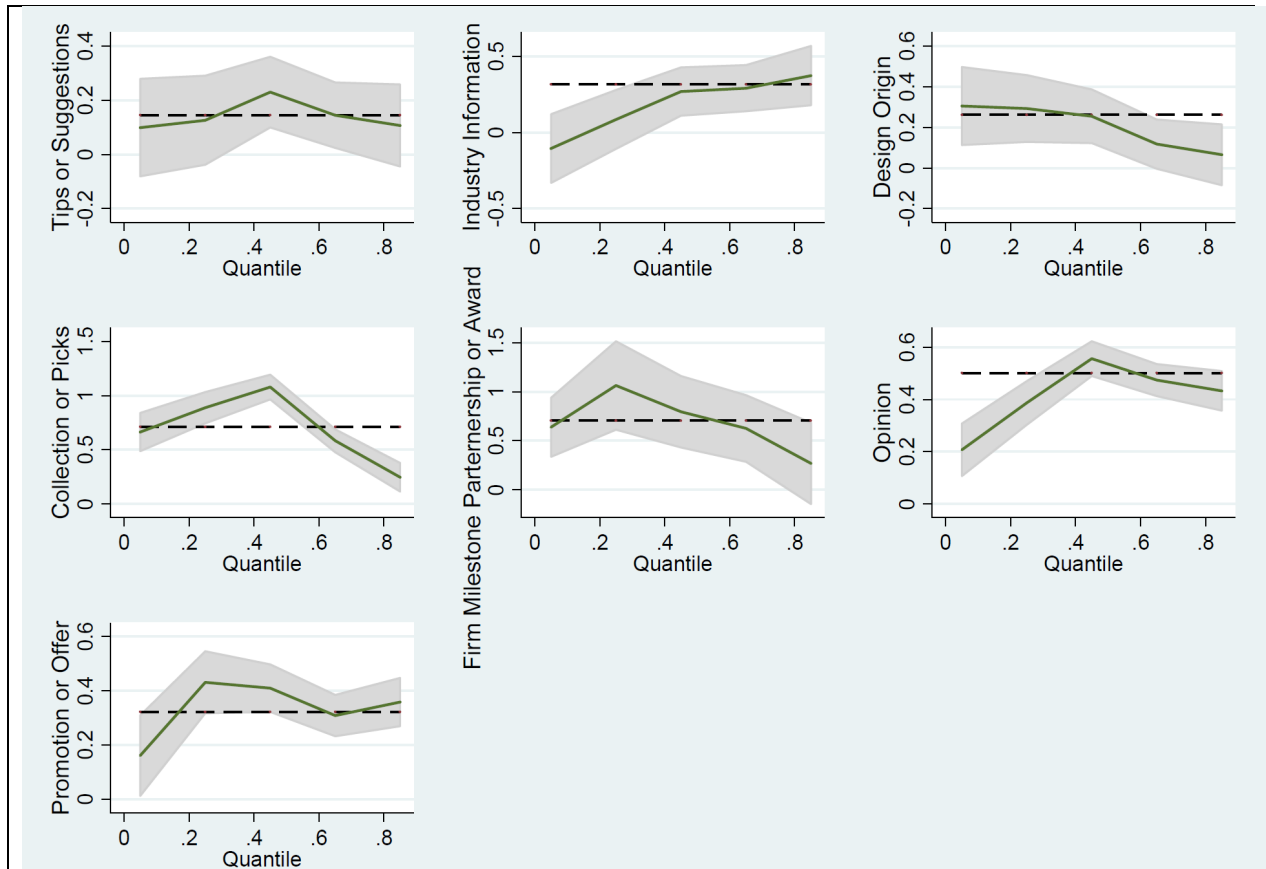 Tips or Suggestions
0.4
0.2
0
-0.2
0 .2 .4 .6 .8
Quantile
Industry Information
0.5
0
-0.5
0 .2 .4 .6 .8
Quantile
Design Origin
0.6
0.4
0.2
0
-0.2
0 .2 .4 .6 .8
Quantile
Collection or Picks
1.5
1
0.5
0
0 .2 .4 .6 .8
Quantile
Firm Milestone Parternership or Award
1.5
1
0.5
0
0 .2 .4 .6 .8
Quantile
Opinion
0.6
0.4
0.2
0
0 .2 .4 .6 .8
Quantile
Promotion or Offer
0.6
0.4
0.2
0
0 .2 .4 .6 .8
Quantile